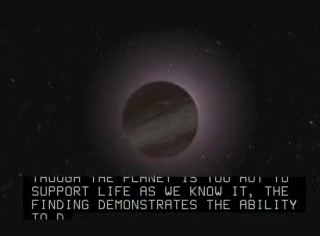 THOUGH THE PLANET IS TOO HOT TO
SUPPORT LIFE AS WE KNOW IT, THE
FINDING DEMONSTRATES THE ABILITY
TO D